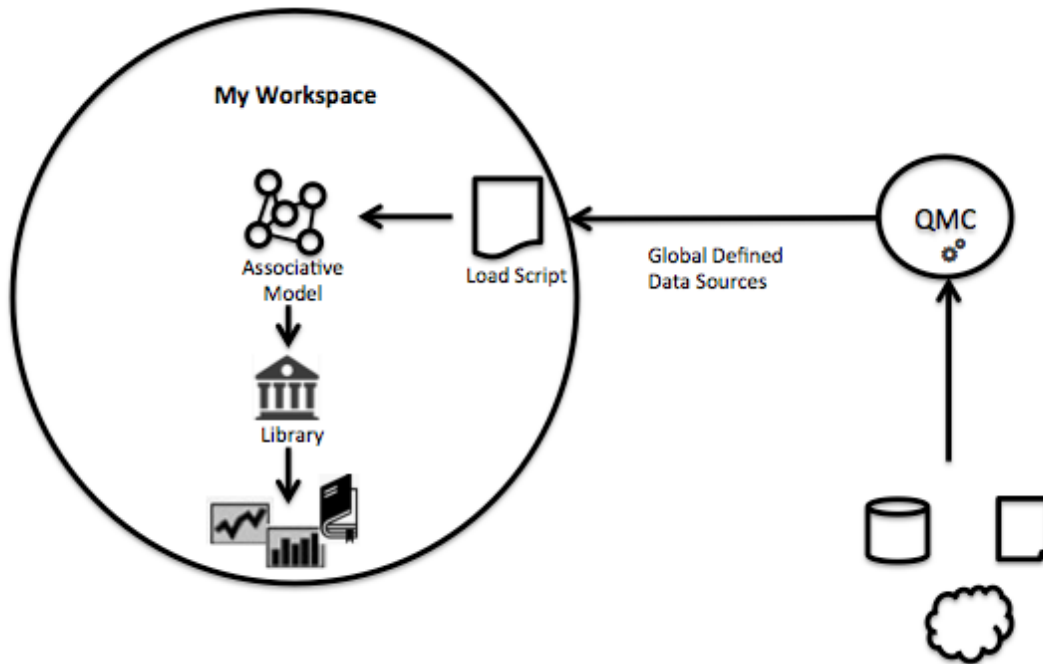 My Workspace
QMC
Associative
Model
Load Script
Global Defined
Data Sources
Library